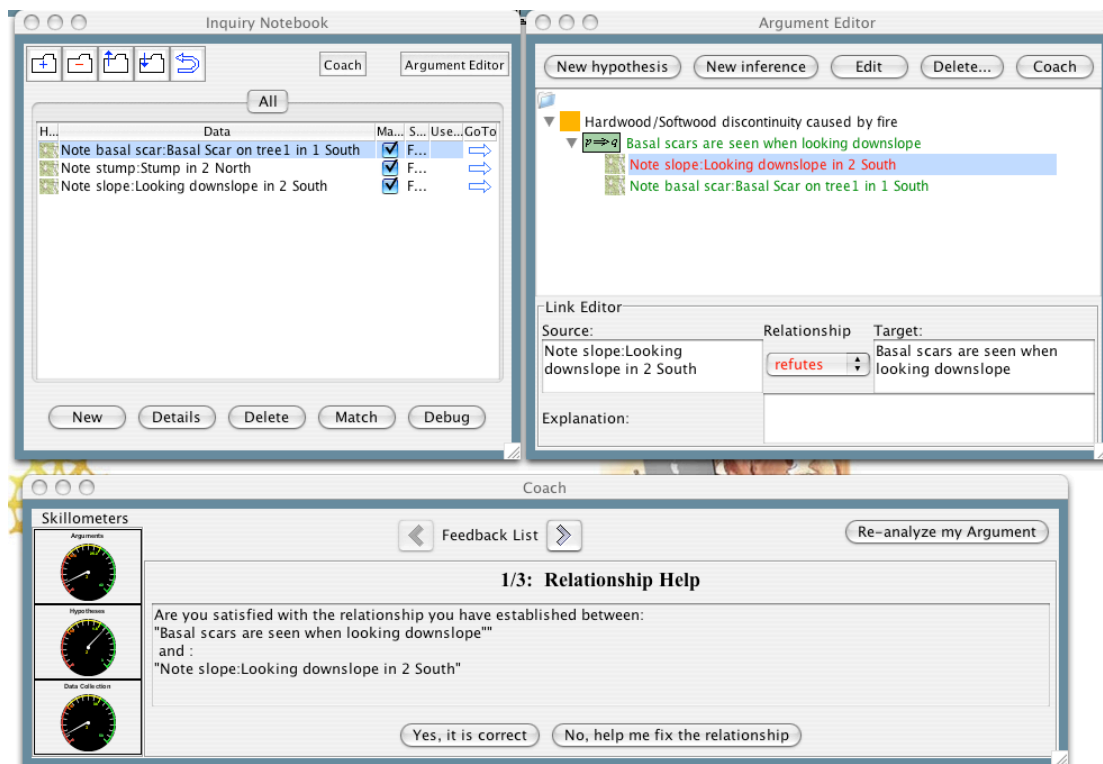 Inquiry Notebook
Coach
Argument Editor
All
H... Data Ma... S... Use... GoTo
Note basal scar:Basal Scar on tree1 in 1 South F...
Note stump:Stump in 2 North F...
Note slope:Looking downslope in 2 South F...
New Details Delete Match Debug
Argument Editor
New hypothesis New inference Edit Delete... Coach
Hardwood/Softwood discontinuity caused by fire
p⇒q Basal scars are seen when looking downslope
Note slope:Looking downslope in 2 South
Note basal scar:Basal Scar on tree1 in 1 South
Link Editor
Source: Relationship Target:
Note slope:Looking
downslope in 2 South
refutes
Basal scars are seen when
looking downslope
Explanation:
Coach
Skillometers
Arguments
Hypotheses
Data Collection
Feedback List
Re-analyze my Argument
1/3: Relationship Help
Are you satisfied with the relationship you have established between:
"Basal scars are seen when looking downslope""
and :
"Note slope:Looking downslope in 2 South"
Yes, it is correct No, help me fix the relationship